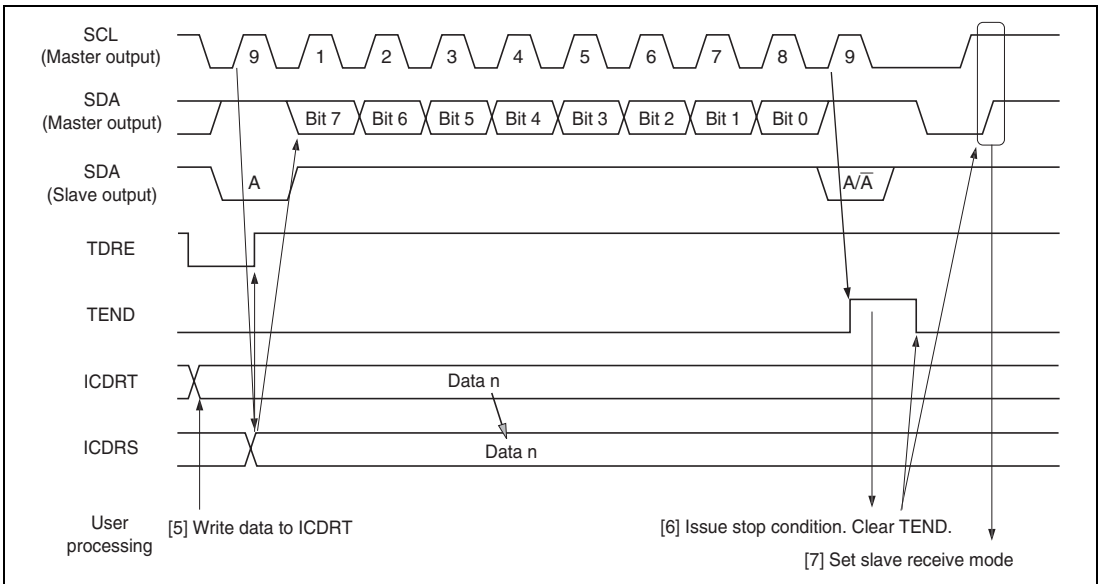 SCL
(Master output)
9 1 2 3 4 5 6 7 8 9
SDA
(Master output)
Bit 7 Bit 6 Bit 5 Bit 4 Bit 3 Bit 2 Bit 1 Bit 0
SDA
(Slave output)
A A/A̅
TDRE
TEND
ICDRT
Data n
ICDRS
Data n
User
processing
[5] Write data to ICDRT
[6] Issue stop condition. Clear TEND.
[7] Set slave receive mode